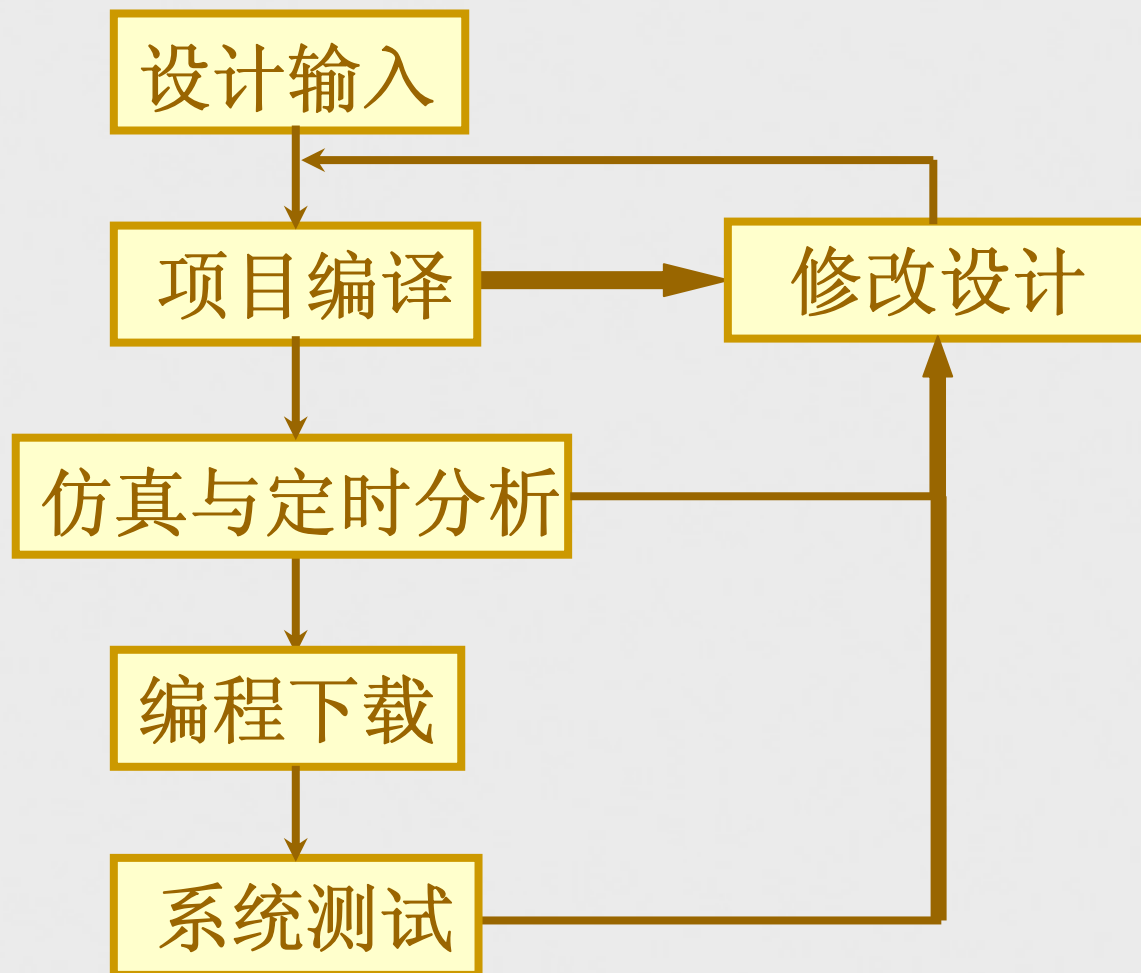 设计输入
项目编译
修改设计
仿真与定时分析
编程下载
系统测试